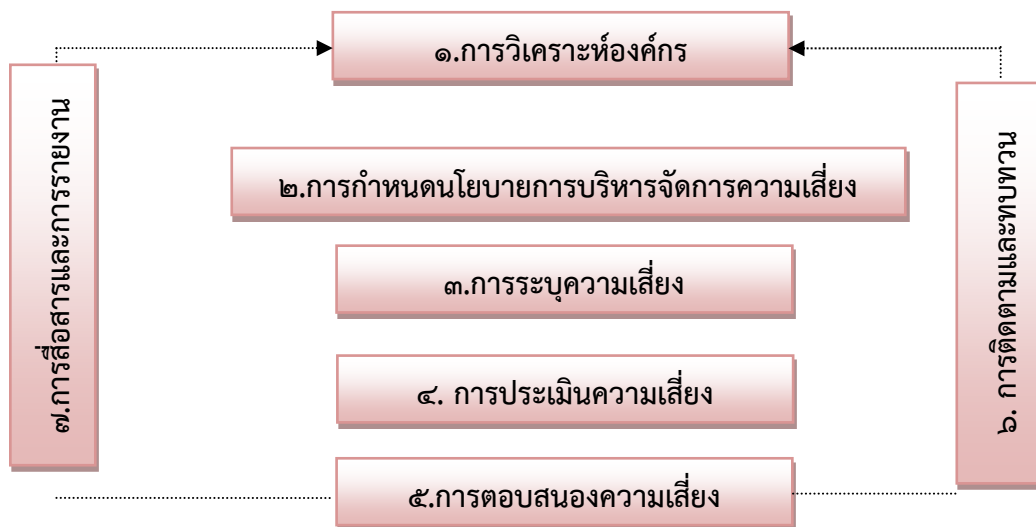 ๑.การวิเคราะห์องค์กร
๒.การกำหนดนโยบายการบริหารจัดการความเสี่ยง
๓.การระบุความเสี่ยง
๔. การประเมินความเสี่ยง
๕.การตอบสนองความเสี่ยง
๖. การติดตามและทบทวน
๗.การสื่อสารและการรายงาน